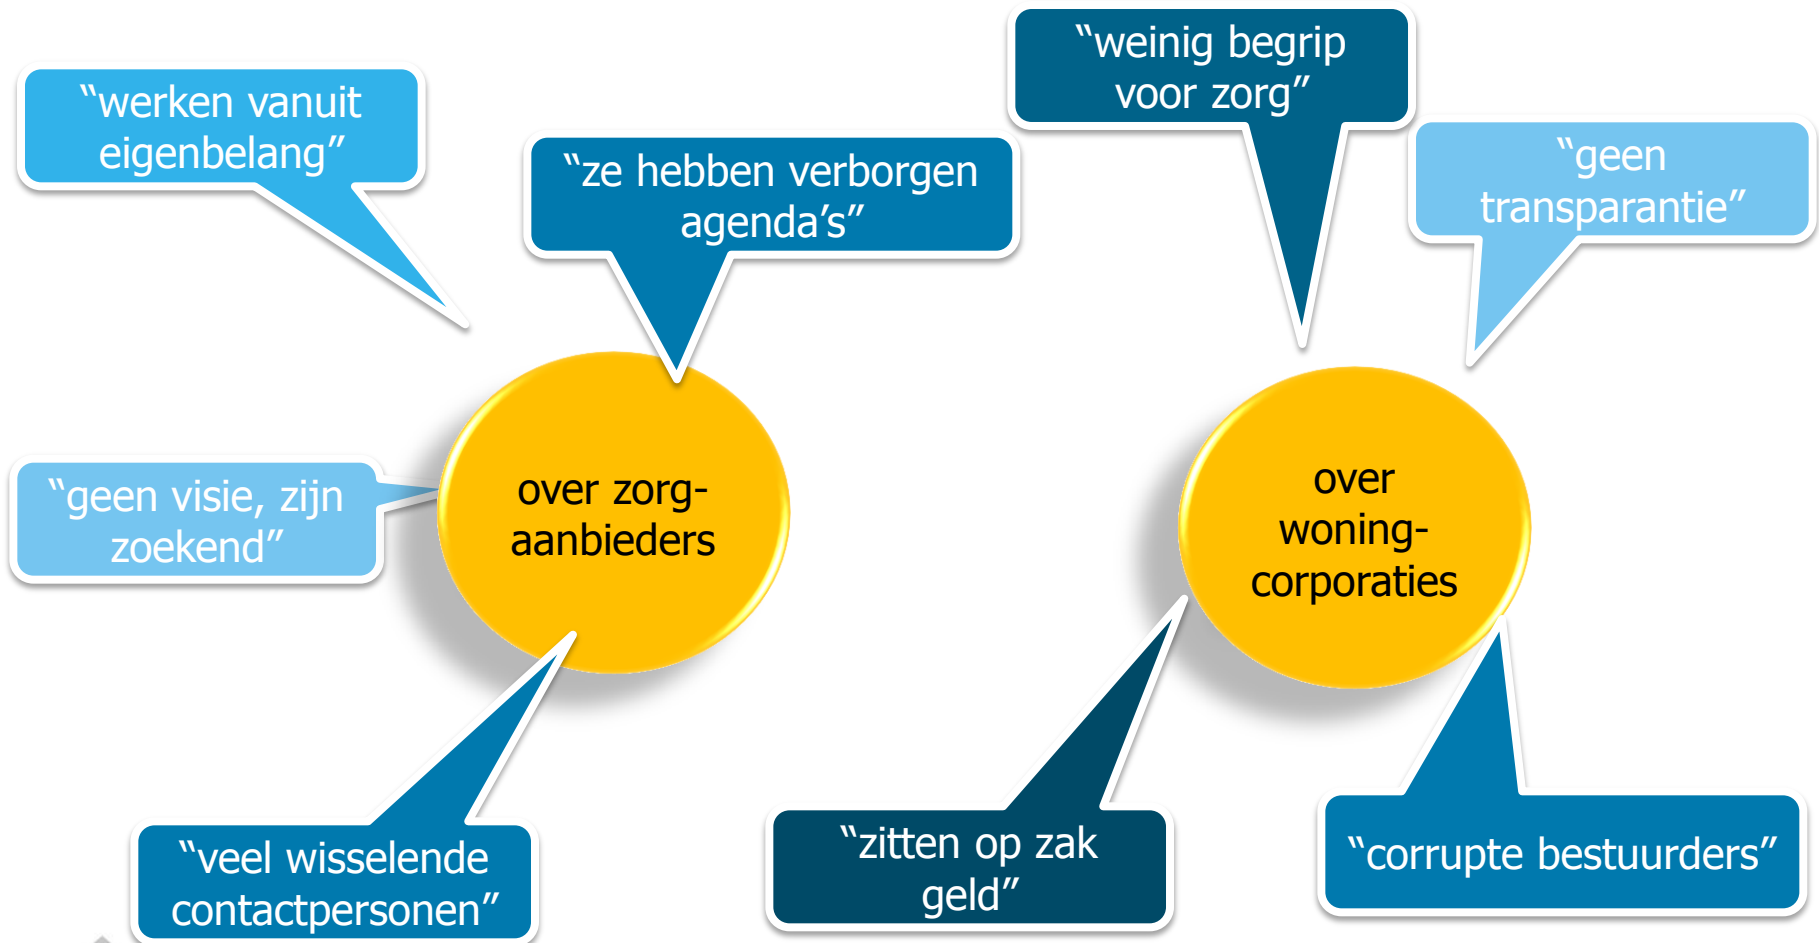 “werken vanuit
eigenbelang”
“ze hebben verborgen
agenda’s”
“geen visie, zijn
zoekend”
over zorg-
aanbieders
“veel wisselende
contactpersonen”
“weinig begrip
voor zorg”
“geen
transparantie”
over
woning-
corporaties
“zitten op zak
geld”
“corrupte bestuurders”